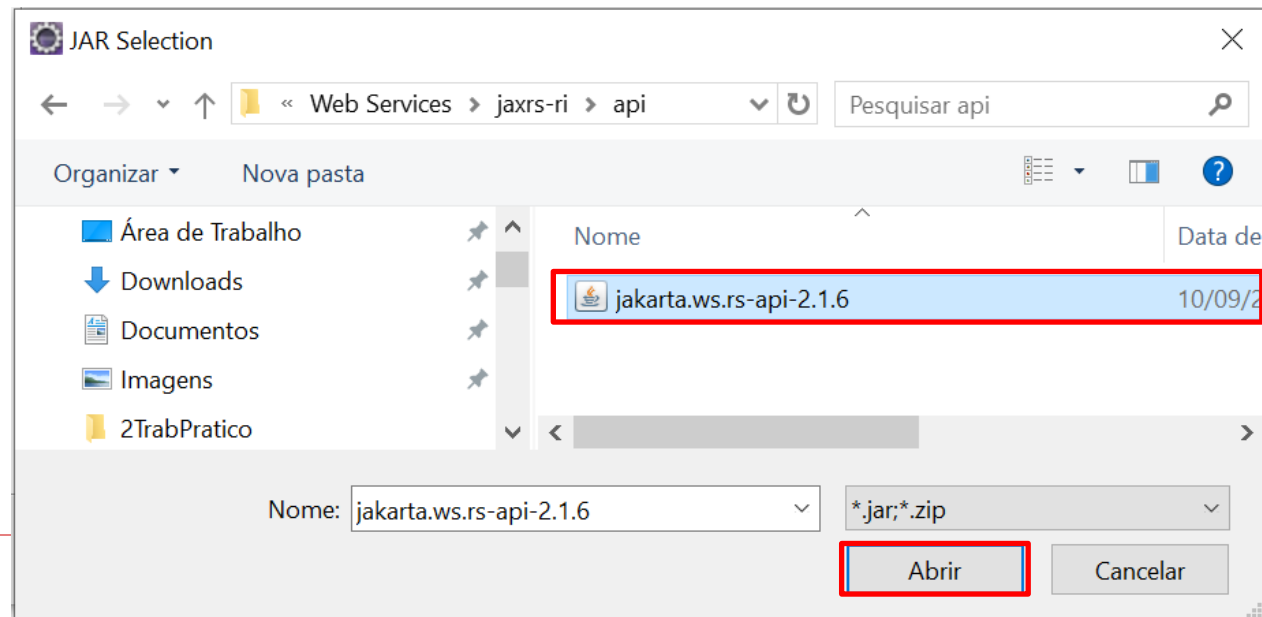 JAR Selection
« Web Services > jaxrs-ri > api
Pesquisar api
Organizar
Nova pasta
Área de Trabalho
Downloads
Documentos
Imagens
2TrabPratico
Nome
Data de
jakarta.ws.rs-api-2.1.6
10/09/2
Nome:
jakarta.ws.rs-api-2.1.6
*.jar;*.zip
Abrir
Cancelar